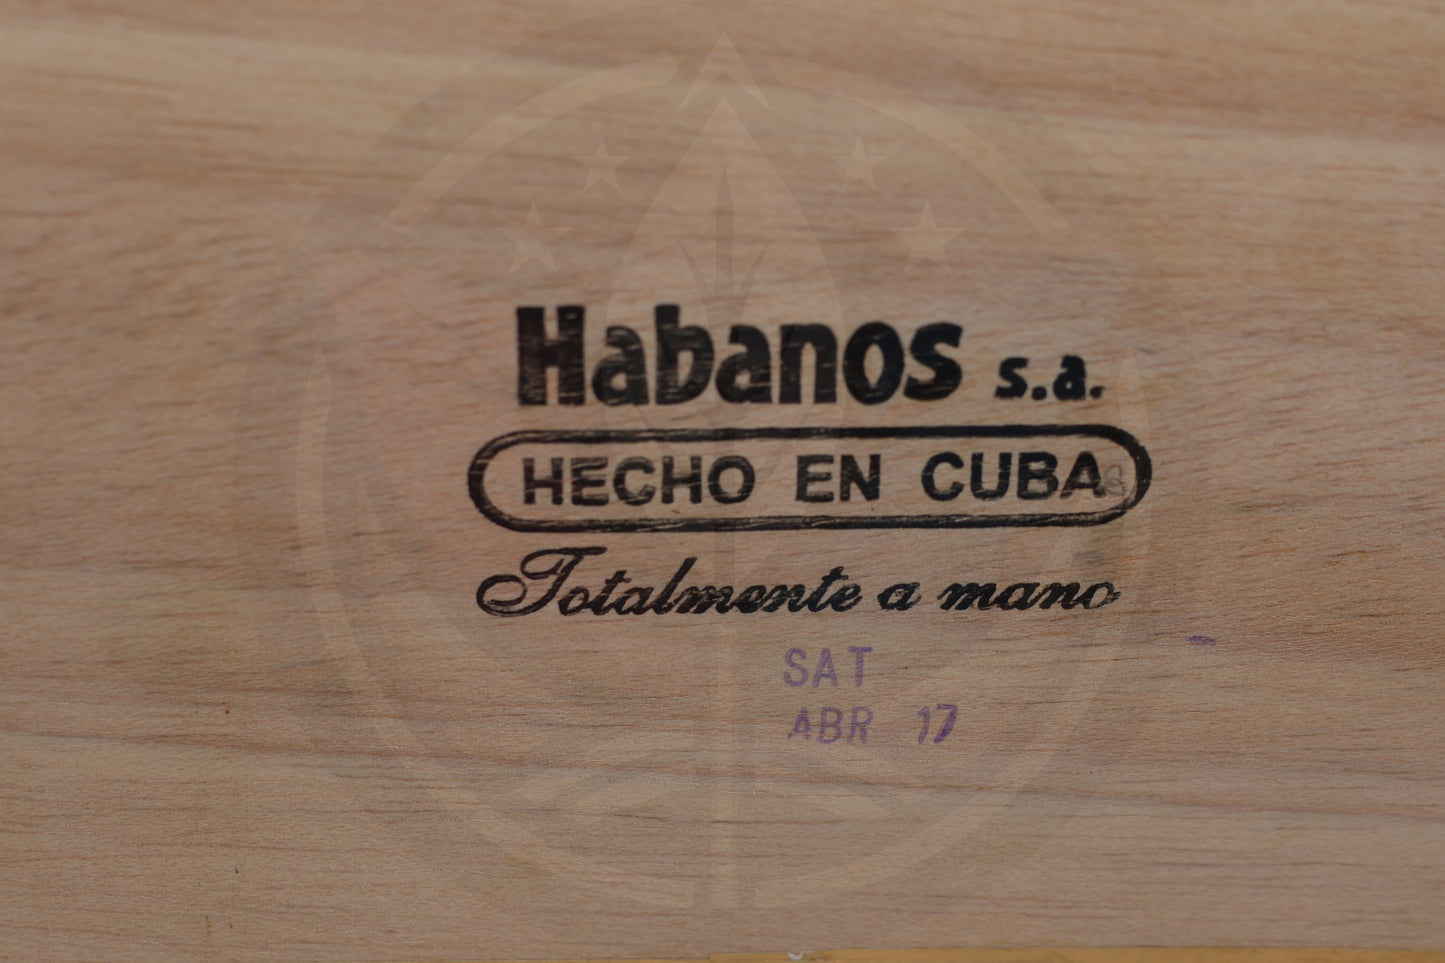 Habanos s.a.
HECHO EN CUBA
Totalmente a mano
SAT
ABR 17